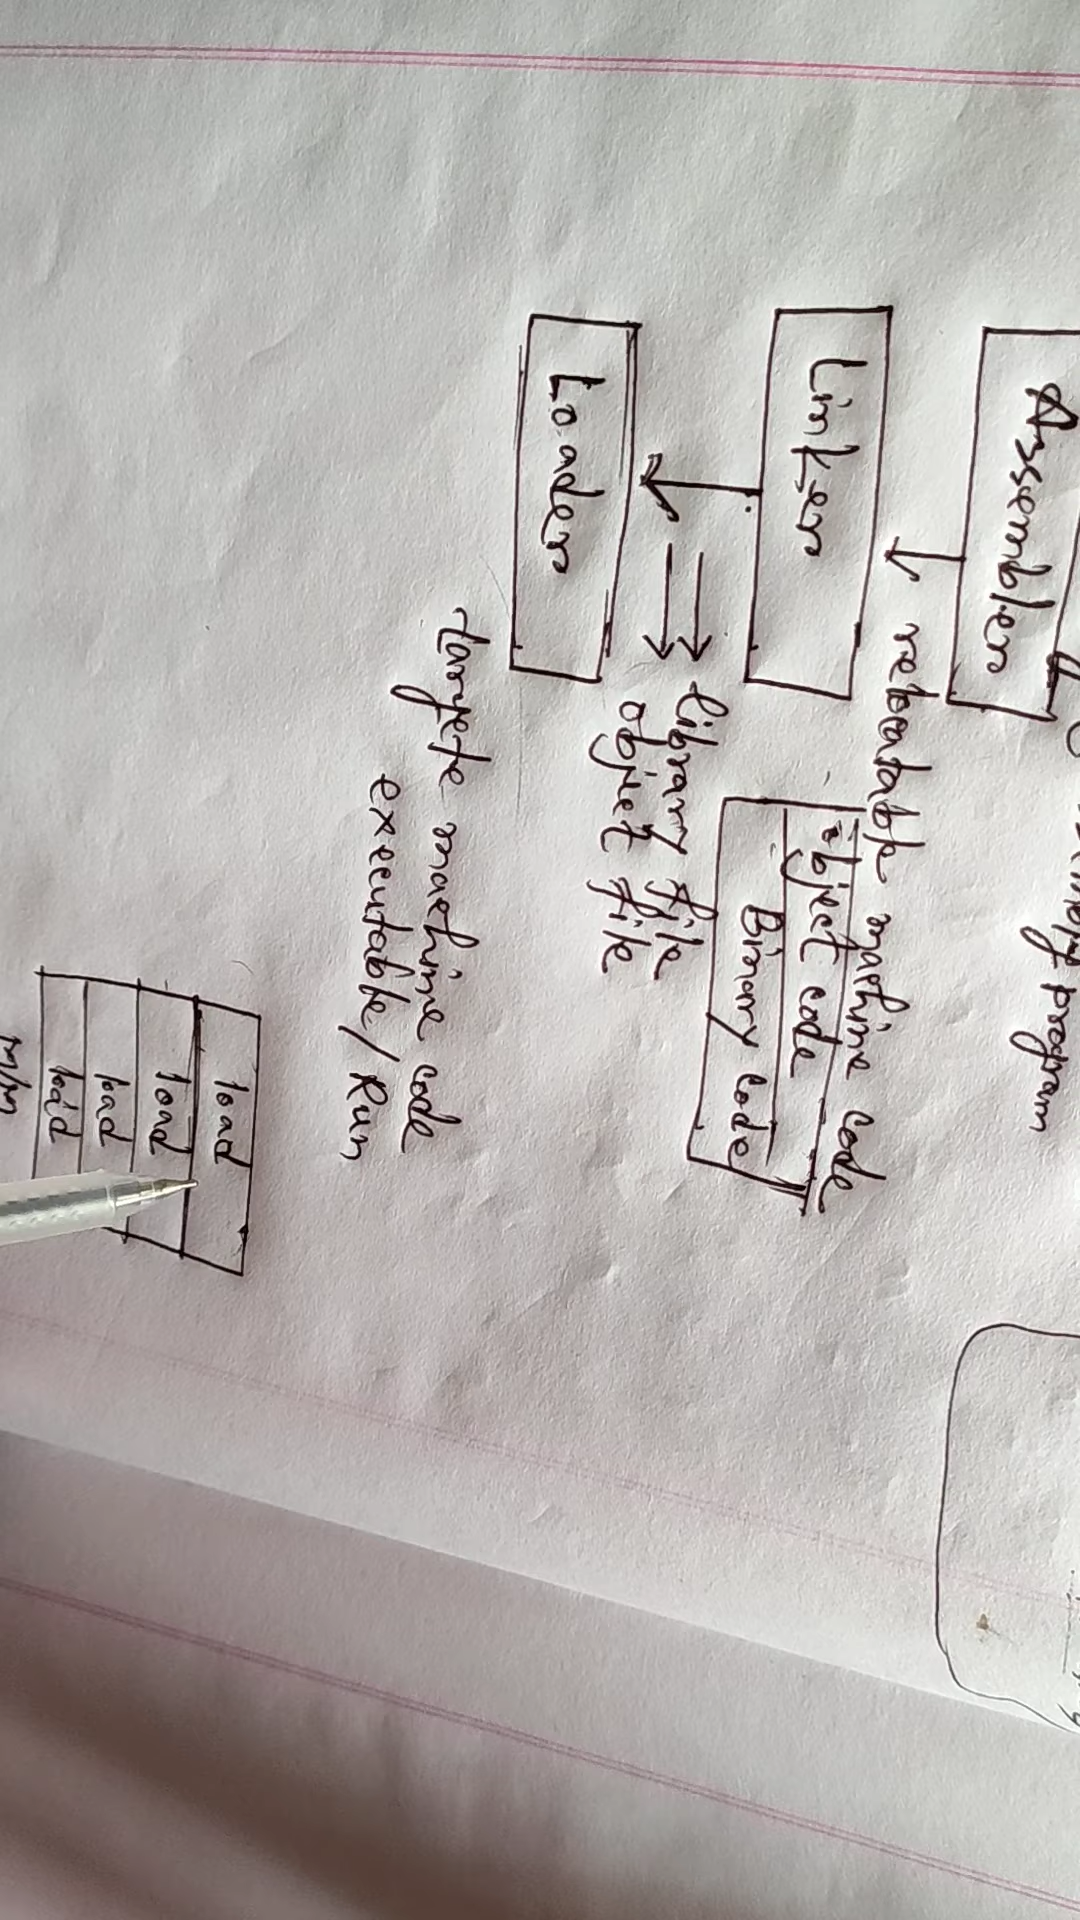 program
Assembler
relocatable machine code
object code
Binary code
Linker
library file
object file
Loader
targete machine code
executable/Run
load
load
load
load
m/m